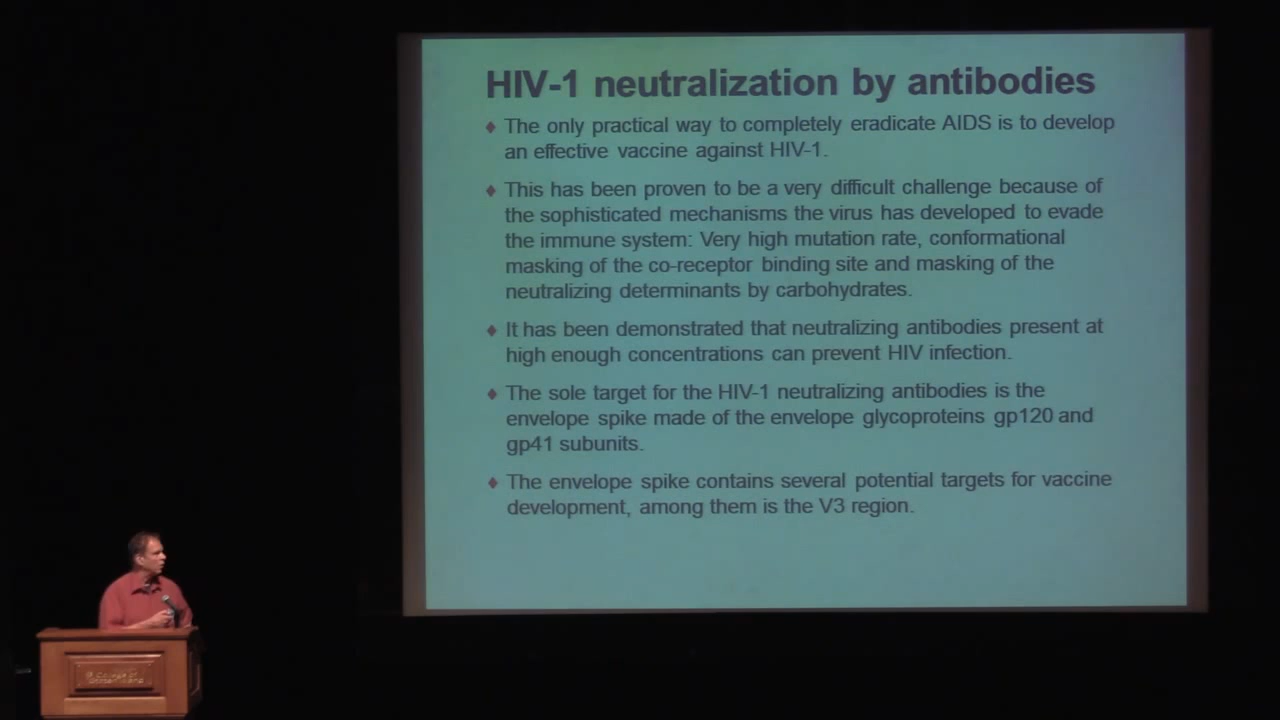 HIV-1 neutralization by antibodies
The only practical way to completely eradicate AIDS is to develop
an effective vaccine against HIV-1.
This has been proven to be a very difficult challenge because of
the sophisticated mechanisms the virus has developed to evade
the immune system: Very high mutation rate, conformational
masking of the co-receptor binding site and masking of the
neutralizing determinants by carbohydrates.
It has been demonstrated that neutralizing antibodies present at
high enough concentrations can prevent HIV infection.
The sole target for the HIV-1 neutralizing antibodies is the
envelope spike made of the envelope glycoproteins gp120 and
gp41 subunits.
The envelope spike contains several potential targets for vaccine
development, among them is the V3 region.